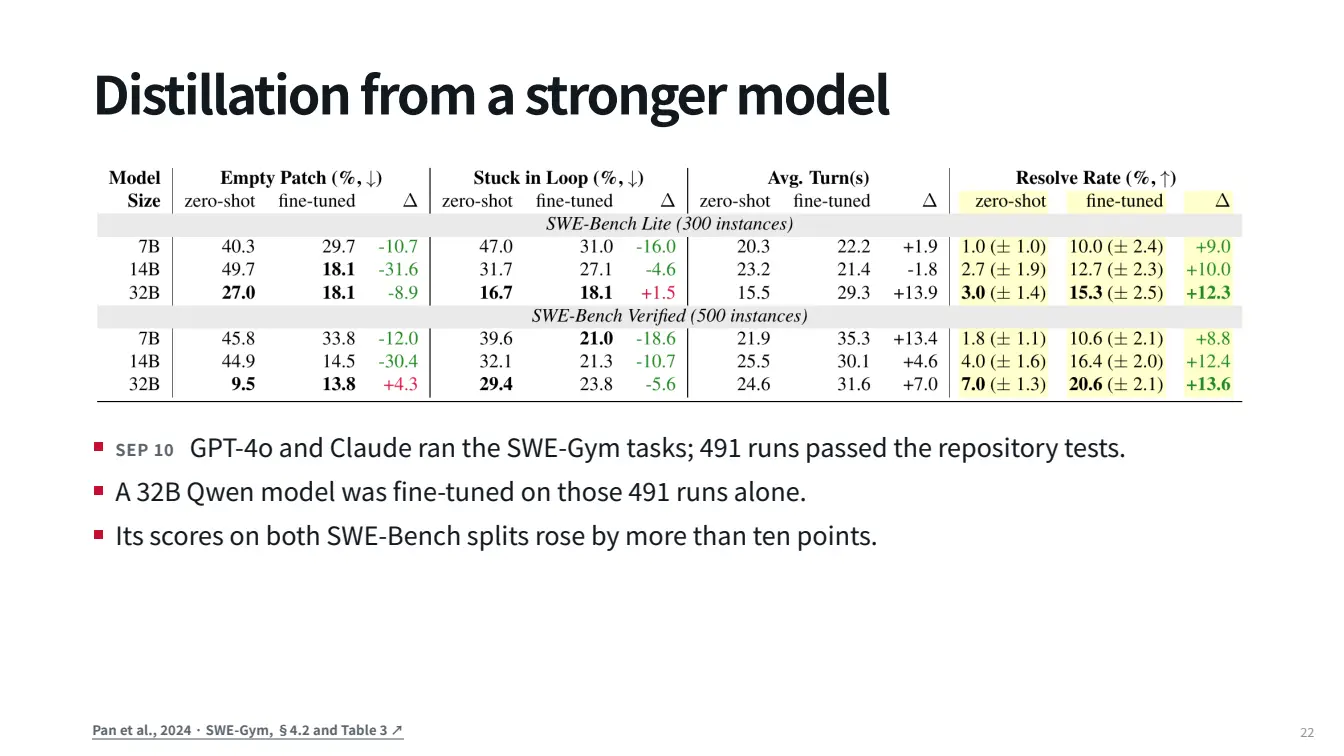 Distillation from a stronger model
Model Empty Patch (%, ↓) Stuck in Loop (%, ↓) Avg. Turn(s) Resolve Rate (%, ↑)
Size zero-shot fine-tuned Δ zero-shot fine-tuned Δ zero-shot fine-tuned Δ zero-shot fine-tuned Δ
SWE-Bench Lite (300 instances)
7B 40.3 29.7 -10.7 47.0 31.0 -16.0 20.3 22.2 +1.9 1.0 (± 1.0) 10.0 (± 2.4) +9.0
14B 49.7 18.1 -31.6 31.7 27.1 -4.6 23.2 21.4 -1.8 2.7 (± 1.9) 12.7 (± 2.3) +10.0
32B 27.0 18.1 -8.9 16.7 18.1 +1.5 15.5 29.3 +13.9 3.0 (± 1.4) 15.3 (± 2.5) +12.3
SWE-Bench Verified (500 instances)
7B 45.8 33.8 -12.0 39.6 21.0 -18.6 21.9 35.3 +13.4 1.8 (± 1.1) 10.6 (± 2.1) +8.8
14B 44.9 14.5 -30.4 32.1 21.3 -10.7 25.5 30.1 +4.6 4.0 (± 1.6) 16.4 (± 2.0) +12.4
32B 9.5 13.8 +4.3 29.4 23.8 -5.6 24.6 31.6 +7.0 7.0 (± 1.3) 20.6 (± 2.1) +13.6
SEP 10 GPT-4o and Claude ran the SWE-Gym tasks; 491 runs passed the repository tests.
A 32B Qwen model was fine-tuned on those 491 runs alone.
Its scores on both SWE-Bench splits rose by more than ten points.
Pan et al., 2024 · SWE-Gym, §4.2 and Table 3 ↗
22